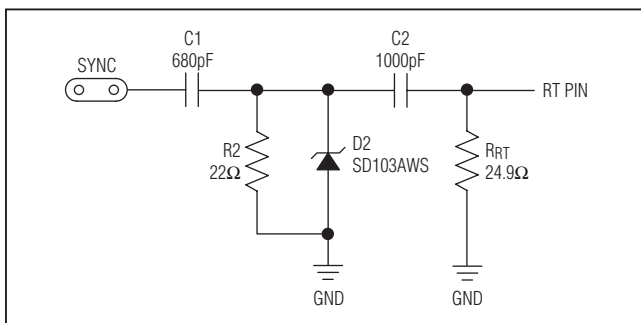 SYNC
C1
680pF
C2
1000pF
RT PIN
R2
22Ω
D2
SD103AWS
RRT
24.9Ω
GND
GND